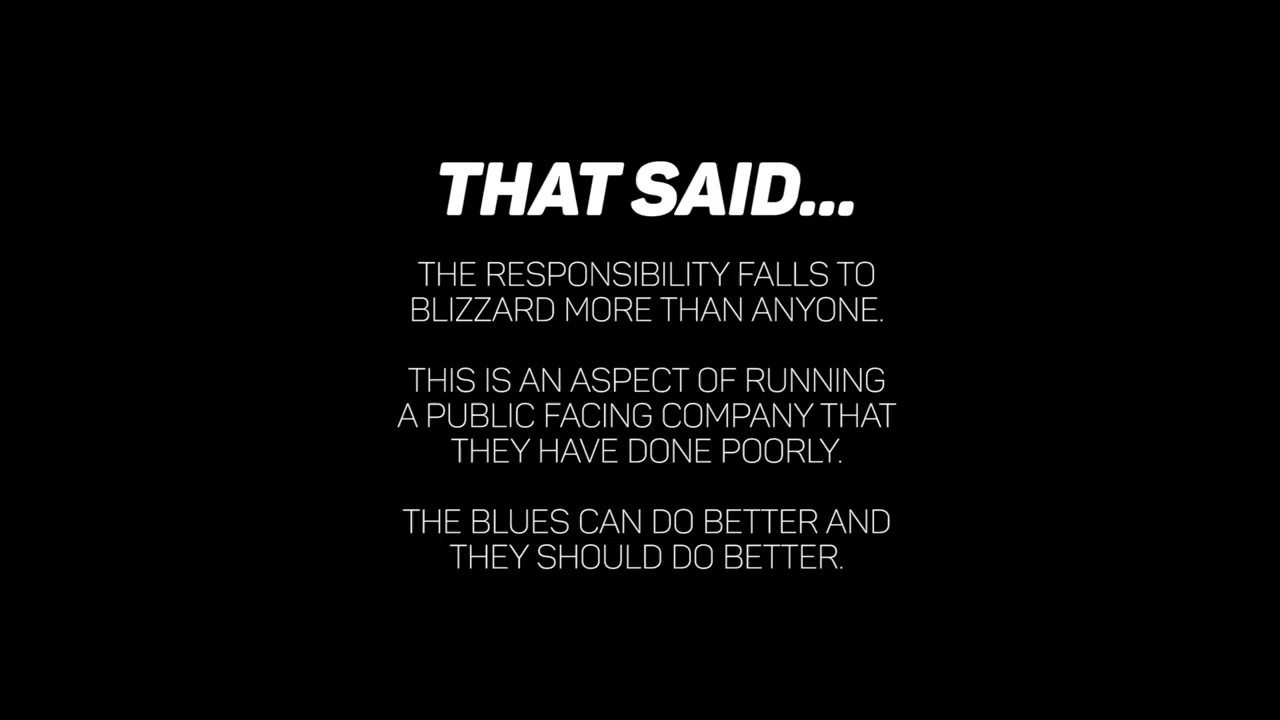 THAT SAID...
THE RESPONSIBILITY FALLS TO
BLIZZARD MORE THAN ANYONE.
THIS IS AN ASPECT OF RUNNING
A PUBLIC FACING COMPANY THAT
THEY HAVE DONE POORLY.
THE BLUES CAN DO BETTER AND
THEY SHOULD DO BETTER.